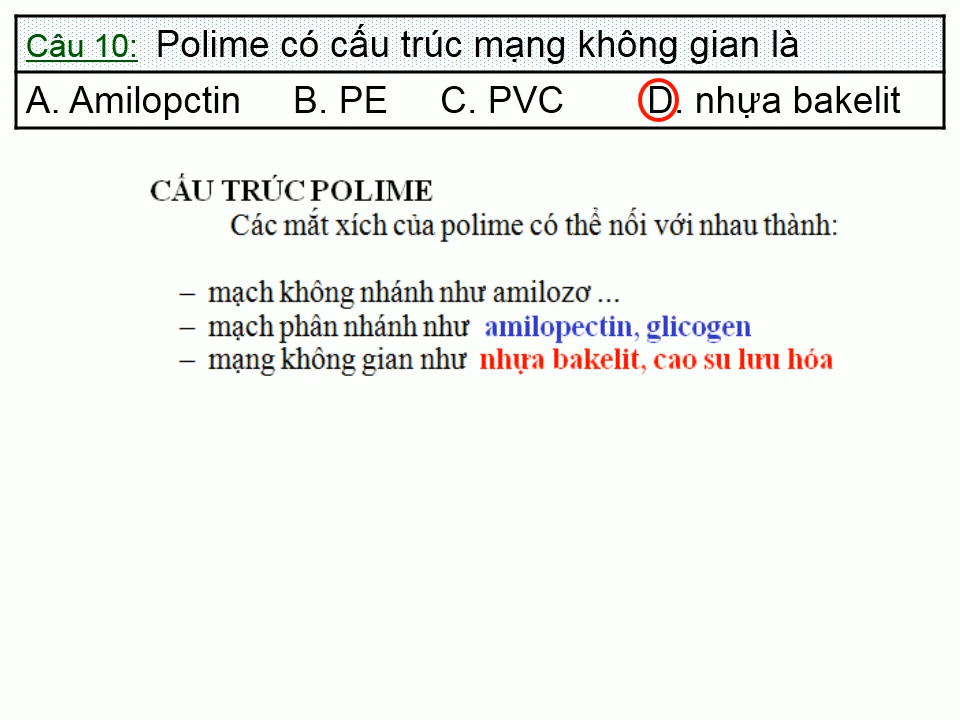 Câu 10: Polime có cấu trúc mạng không gian là
A. Amilopctin B. PE C. PVC D. nhựa bakelit
CẤU TRÚC POLIME
Các mắt xích của polime có thể nối với nhau thành:
– mạch không nhánh như amilozơ ...
– mạch phân nhánh như amilopectin, glicogen
– mạng không gian như nhựa bakelit, cao su lưu hóa